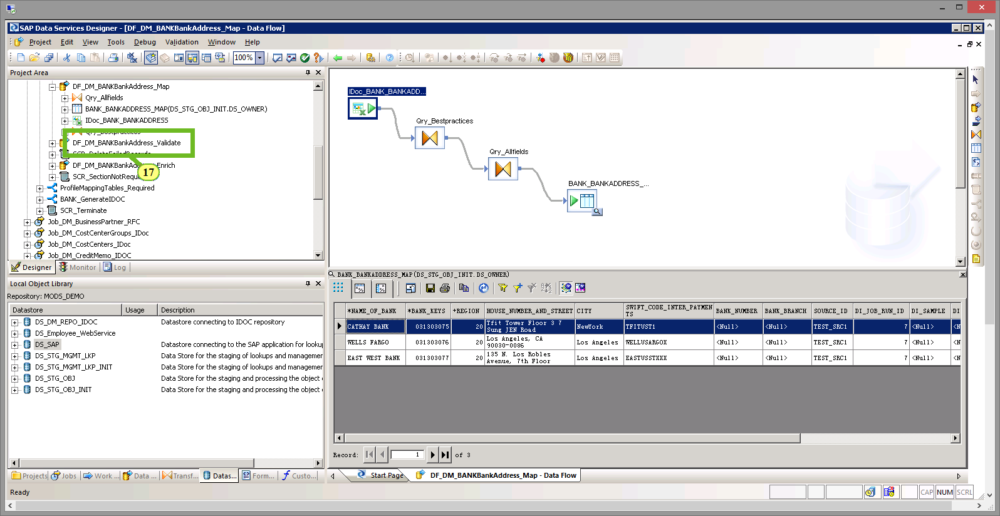 SAP Data Services Designer - [DF_DM_BANKBankAddress_Map - Data Flow]
Project Edit View Tools Debug Validation Window Help
100%
Project Area
DF_DM_BANKBankAddress_Map
Qry_Allfields
BANK_BANKADDRESS_MAP(DS_STG_OBJ_INIT.DS_OWNER)
IDoc_BANK_BANKADDRESS
Qry_Bestpractices
DF_DM_BANKBankAddress_Validate
SCR_DeleteFailedRecords
DF_DM_BANKBankAd Enrich
SCR_SectionNotRequ
17
ProfileMappingTables_Required
BANK_GenerateIDOC
SCR_Terminate
Job_DM_BusinessPartner_RFC
Job_DM_CostCenterGroups_IDoc
Job_DM_CostCenters_IDoc
Job_DM_CreditMemo_IDOC
Designer Monitor Log
IDoc_BANK_BANKADD...
Qry_Bestpractices
Qry_Allfields
BANK_BANKADDRESS_...
Local Object Library
Repository: MODS_DEMO
Datastore Usage Description
DS_DM_REPO_IDOC Datastore connecting to IDOC repository
DS_Employee_WebService
DS_SAP Datastore connecting to the SAP application for looku
DS_STG_MGMT_LKP Data Store for the staging of lookups and managemen
DS_STG_MGMT_LKP_INIT Data Store for the staging of lookups and managemen
DS_STG_OBJ Data Store for the staging and processing the object
DS_STG_OBJ_INIT Data Store for the staging and processing the object
Projects Jobs Work ... Data ... Transf... Datas... Form... Custo...
BANK_BANKADDRESS_MAP(DS_STG_OBJ_INIT.DS_OWNER)
*NAME_OF_BANK *BANK_KEYS +REGION HOUSE_NUMBER_AND_STREET CITY SWIFT_CODE_INTER_PAYMEN
TS BANK_NUMBER BANK_BRANCH SOURCE_ID DI_JOB_RUN_ID DI_SAMPLE DI
CATHAY BANK 031303075 20 Tfit Tower Floor 3 7
Sung JEN Road NewYork TFITUST1 <Null> <Null> TEST_SRC1 7 <Null> <N
WELLS FARGO 031303076 20 Los Angeles, CA
90030-0086 Los Angeles WELLUSARGOX <Null> <Null> TEST_SRC1 7 <Null> <N
EAST WEST BANK 031303077 20 135 N. Los Robles
Avenue, 7th Floor Los Angeles EASTUSSTXXX <Null> <Null> TEST_SRC1 7 <Null> <N
Record: 1 of 3
Start Page DF_DM_BANKBankAddress_Map - Data Flow
Ready
CAP NUM SCRL